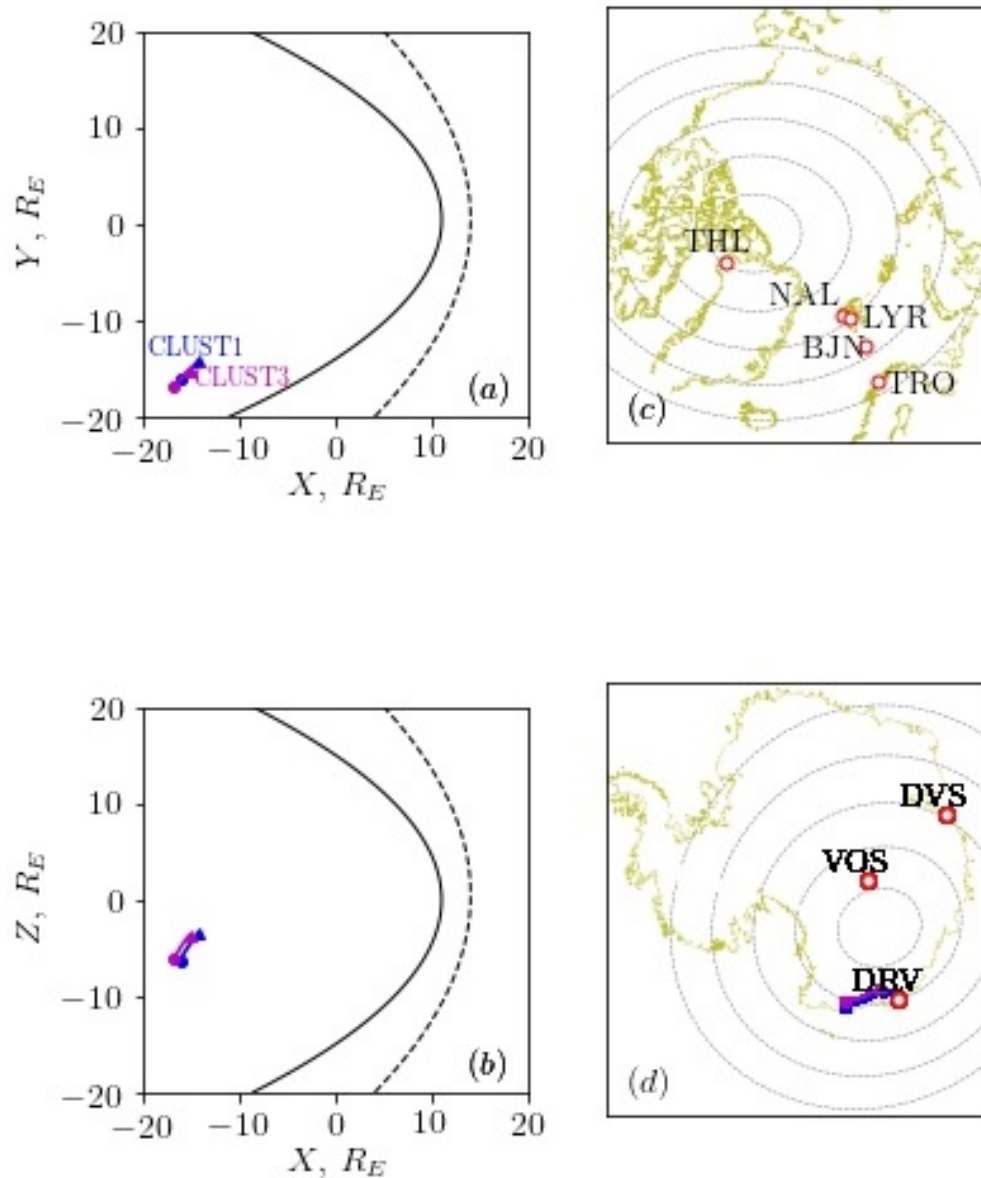 20
10
0
−10
−20
Y, R_E
CLUST1
CLUST3
(a)
−20
−10
0
10
20
X, R_E
THL
NAL
LYR
BJN
TRO
(c)
20
10
0
−10
−20
Z, R_E
(b)
−20
−10
0
10
20
X, R_E
DVS
VOS
DRV
(d)